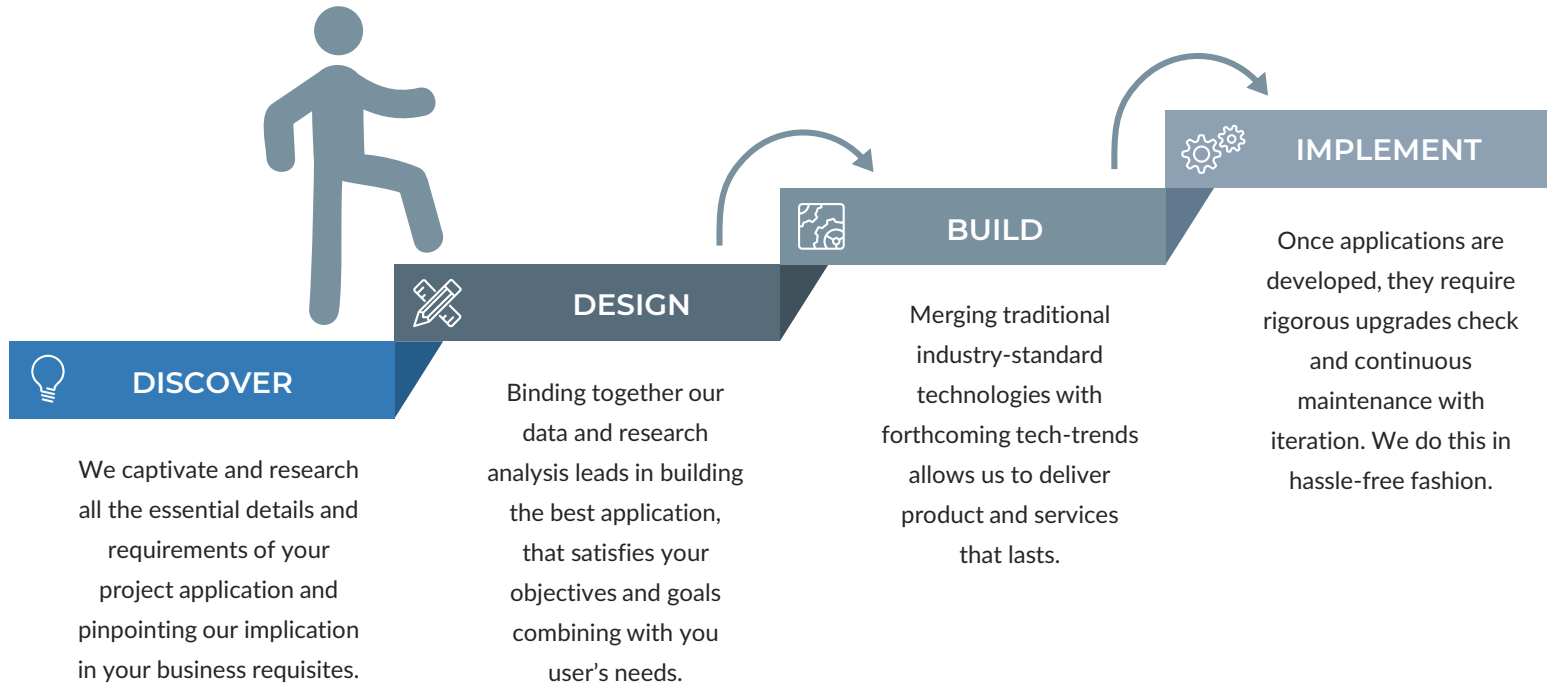 DISCOVER
We captivate and research
all the essential details and
requirements of your
project application and
pinpointing our implication
in your business requisites.
DESIGN
Binding together our
data and research
analysis leads in building
the best application,
that satisfies your
objectives and goals
combining with you
user's needs.
BUILD
Merging traditional
industry-standard
technologies with
forthcoming tech-trends
allows us to deliver
product and services
that lasts.
IMPLEMENT
Once applications are
developed, they require
rigorous upgrades check
and continuous
maintenance with
iteration. We do this in
hassle-free fashion.